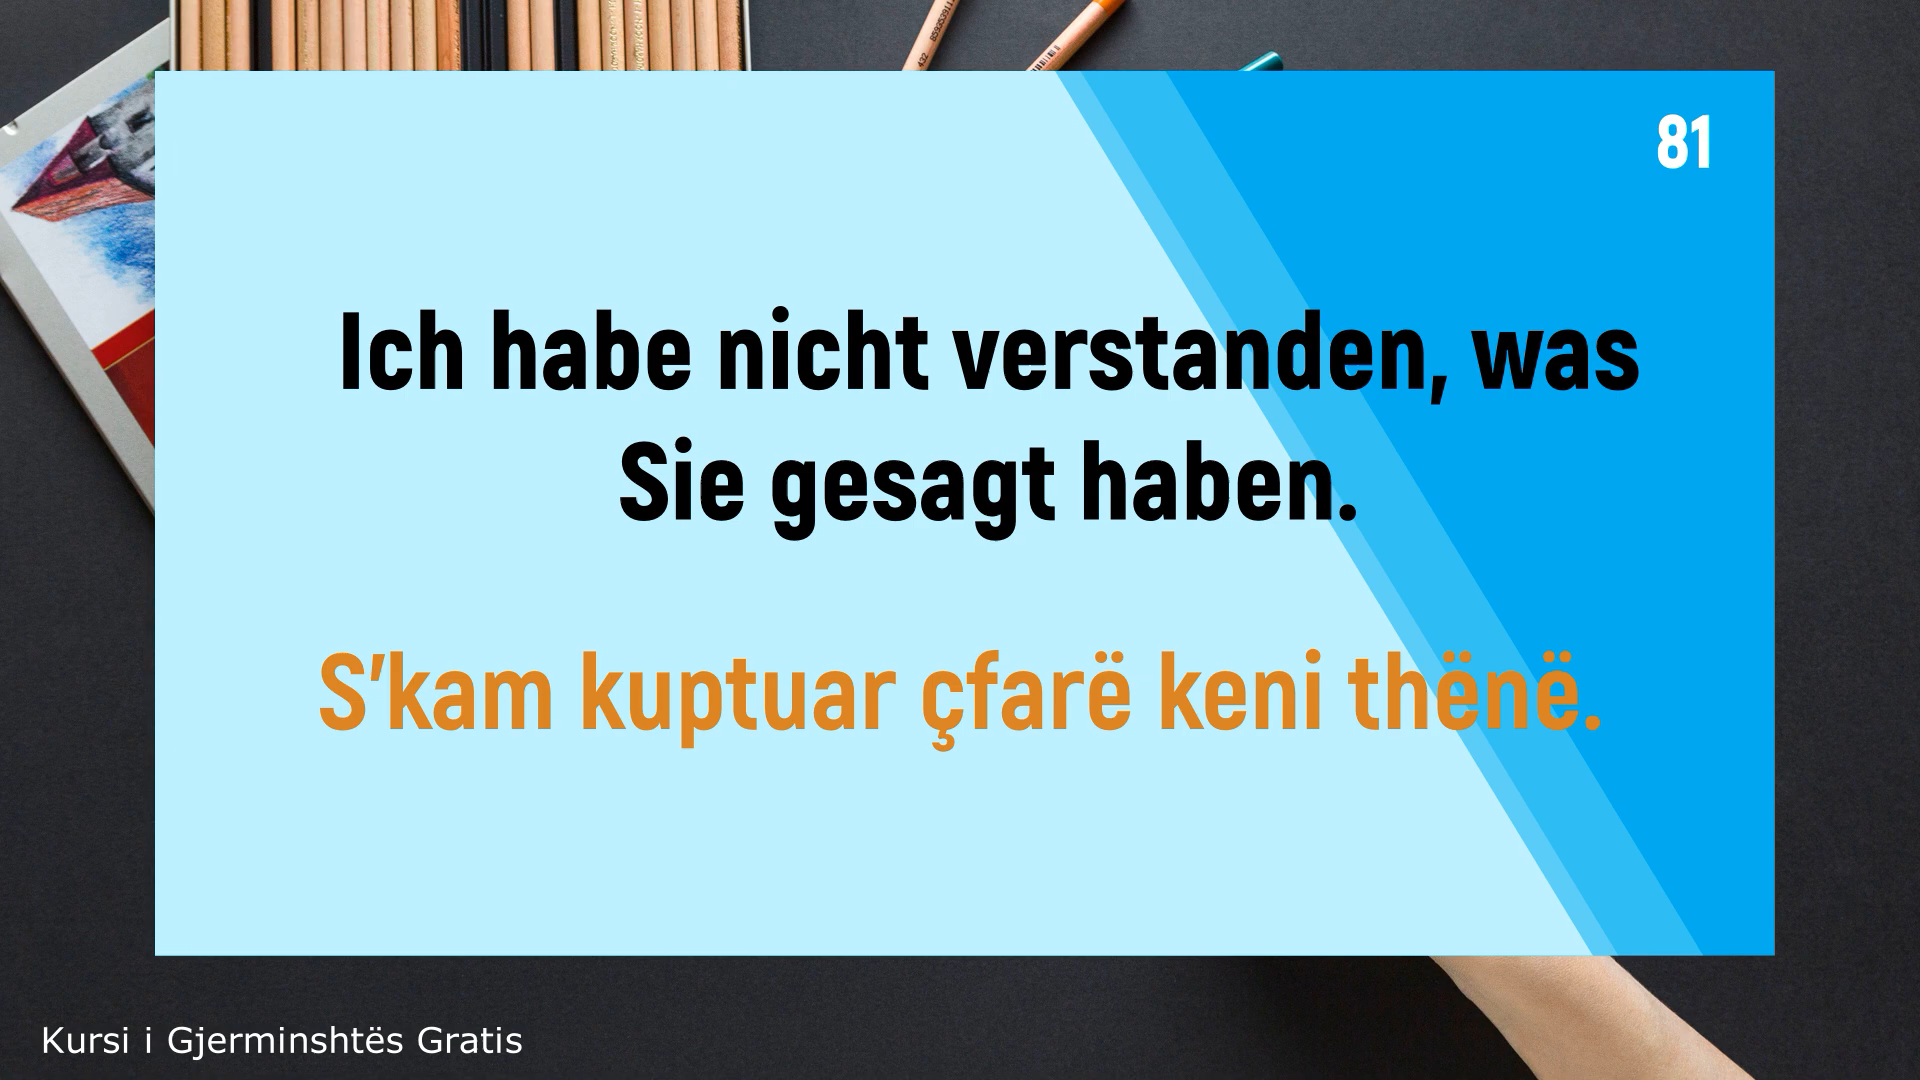 81
Ich habe nicht verstanden, was
Sie gesagt haben.
S'kam kuptuar çfarë keni thënë.
Kursi i Gjerminshtës Gratis